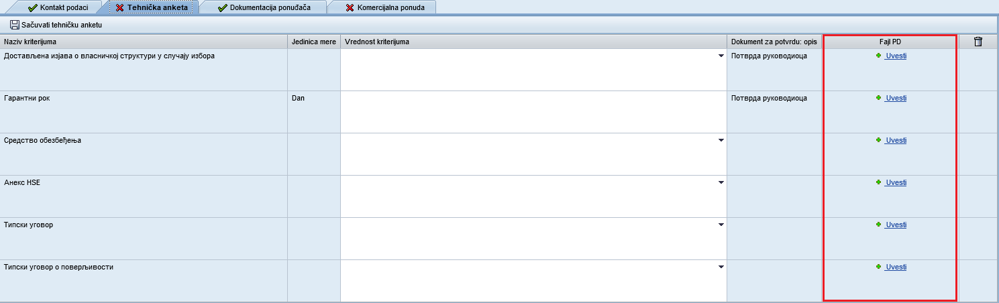 Kontakt podaci Tehnička anketa Dokumentacija ponuđača Komercijalna ponuda
Sačuvati tehničku anketu
Naziv kriterijuma Jedinica mere Vrednost kriterijuma Dokument za potvrdu: opis Fajl PD
Достављена изјава о власничкој структури у случају избора Потврда руководиоца Uvesti
Гарантни рок Dan Потврда руководиоца Uvesti
Средство обезбеђења Uvesti
Анекс HSE Uvesti
Типски уговор Uvesti
Типски уговор о поверљивости Uvesti